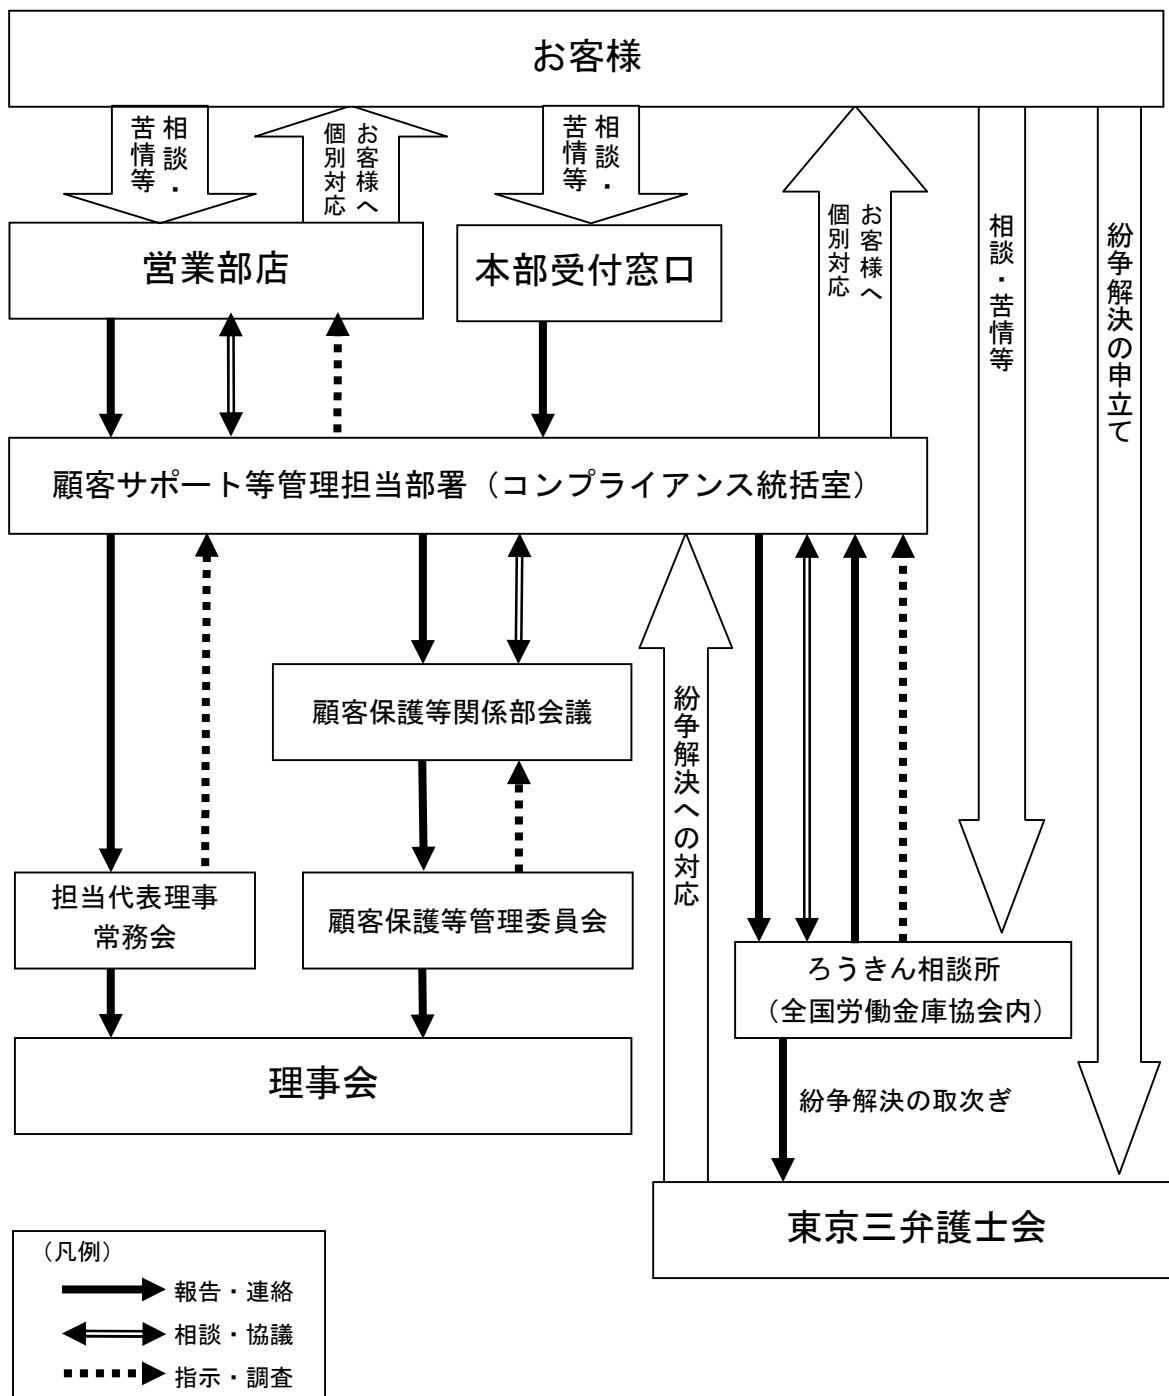 お客様
相談・
苦情等
お客様へ
個別対応
相談・
苦情等
お客様へ
個別対応
相談・苦情等
紛争解決の申立て
営業部店
本部受付窓口
顧客サポート等管理担当部署（コンプライアンス統括室）
顧客保護等関係部会議
紛争解決への対応
担当代表理事
常務会
顧客保護等管理委員会
ろうきん相談所
（全国労働金庫協会内）
理事会
紛争解決の取次ぎ
東京三弁護士会
（凡例）
報告・連絡
相談・協議
指示・調査